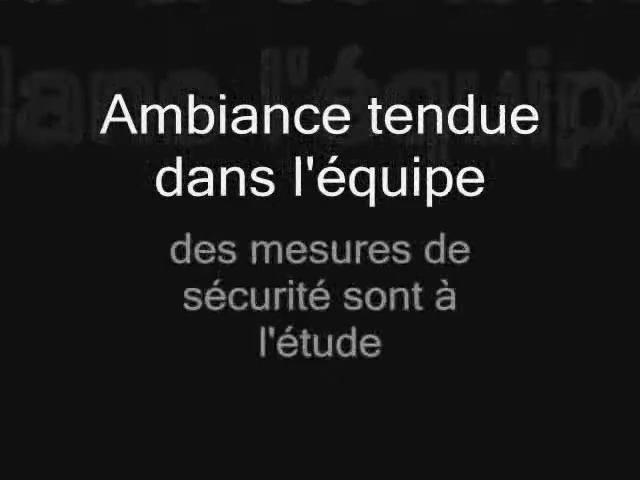 Ambiance tendue
dans l'équipe
des mesures de
sécurité sont à
l'étude